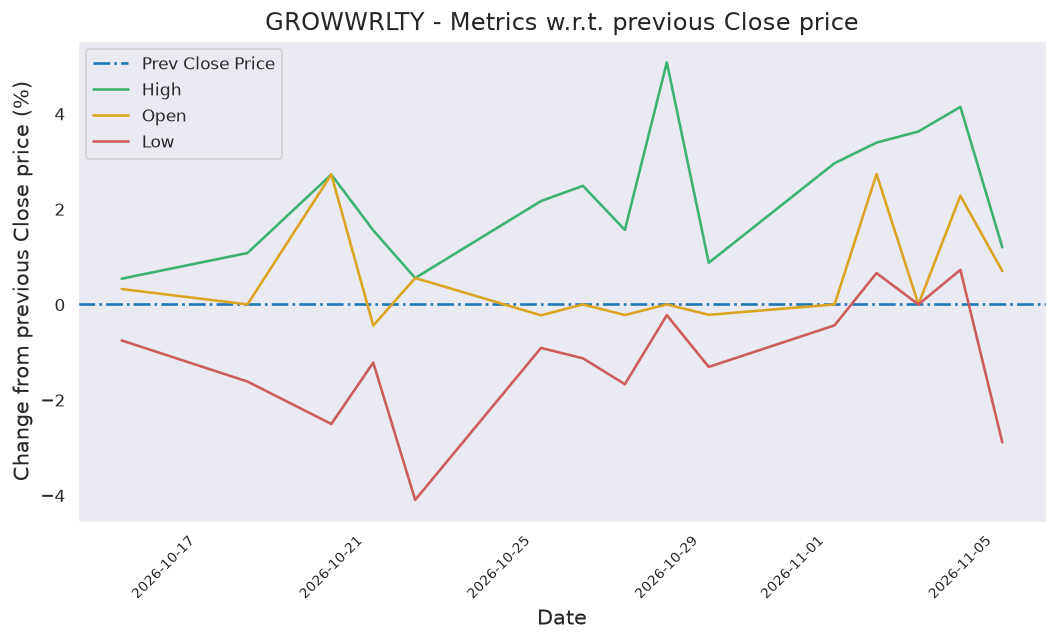 GROWWRLTY - Metrics w.r.t. previous Close price
Prev Close Price
High
Open
Low
Change from previous Close price (%)
4
2
0
−2
−4
2026-10-17
2026-10-21
2026-10-25
2026-10-29
2026-11-01
2026-11-05
Date